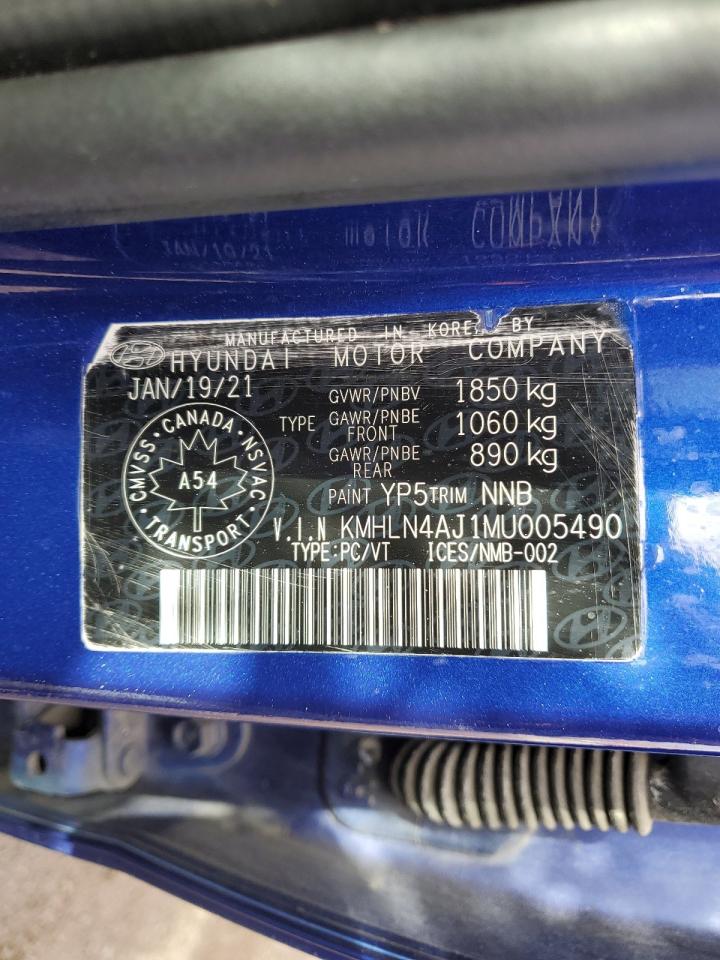 MANUFACTURED IN KOREA BY
HYUNDAI MOTOR COMPANY
JAN/19/21
GVWR/PNBV 1850 kg
TYPE GAWR/PNBE FRONT 1060 kg
GAWR/PNBE REAR 890 kg
CMVSS · CANADA · NSVAC
A54
TRANSPORT
PAINT YP5 TRIM NNB
V.I.N KMHLN4AJ1MU005490
TYPE:PC/VT ICES/NMB-002